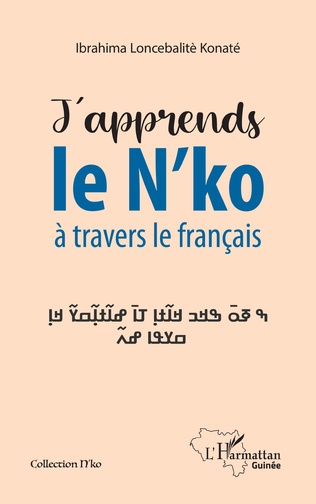 Ibrahima Loncebalitè Konaté
J'apprends
le N'ko
à travers le français
L'Harmattan
Guinée
Collection N'ko